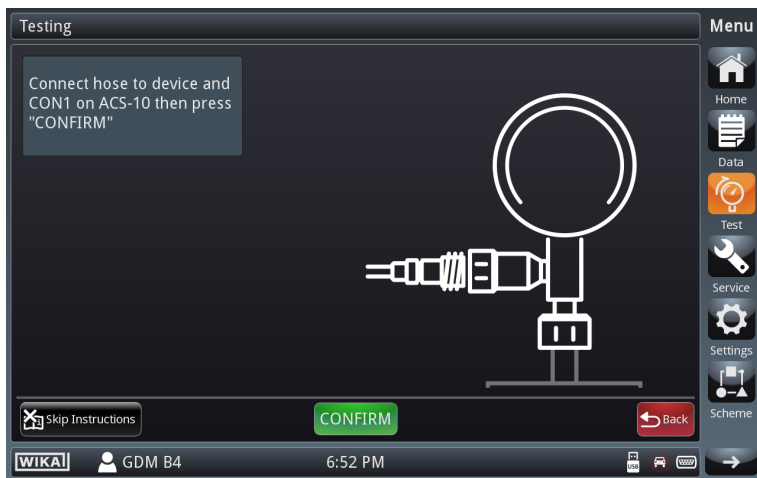 Testing
Menu
Connect hose to device and
CON1 on ACS-10 then press
"CONFIRM"
Home
Data
Test
Service
Settings
Scheme
Skip Instructions
CONFIRM
Back
WIKAI
GDM B4
6:52 PM
USB